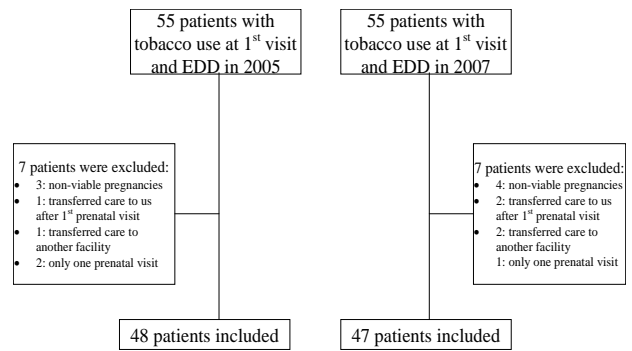 55 patients with
tobacco use at 1st visit
and EDD in 2005
55 patients with
tobacco use at 1st visit
and EDD in 2007
7 patients were excluded:
• 3: non-viable pregnancies
• 1: transferred care to us
after 1st prenatal visit
• 1: transferred care to
another facility
• 2: only one prenatal visit
7 patients were excluded:
• 4: non-viable pregnancies
• 2: transferred care to us
after 1st prenatal visit
• 2: transferred care to
another facility
1: only one prenatal visit
48 patients included
47 patients included